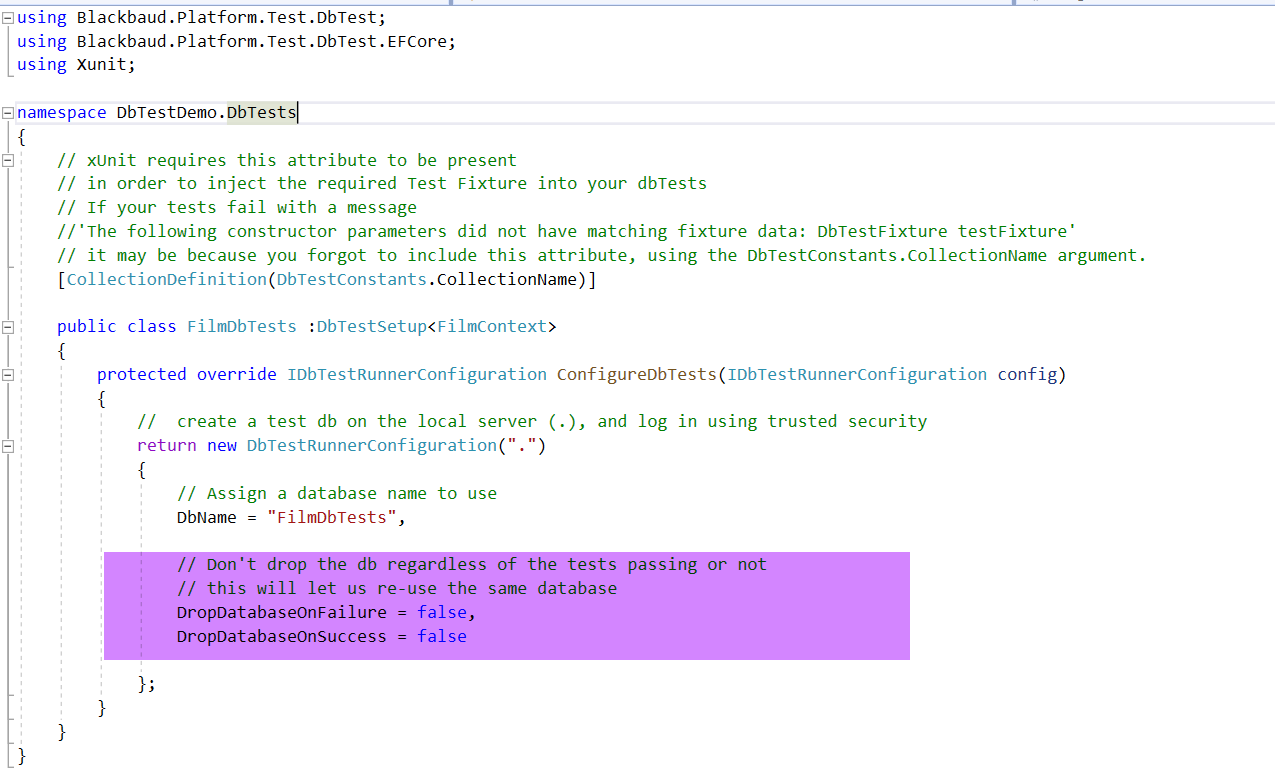 using Blackbaud.Platform.Test.DbTest;
using Blackbaud.Platform.Test.DbTest.EFCore;
using Xunit;
namespace DbTestDemo.DbTests
{
// xUnit requires this attribute to be present
// in order to inject the required Test Fixture into your dbTests
// If your tests fail with a message
//'The following constructor parameters did not have matching fixture data: DbTestFixture testFixture'
// it may be because you forgot to include this attribute, using the DbTestConstants.CollectionName argument.
[CollectionDefinition(DbTestConstants.CollectionName)]
public class FilmDbTests :DbTestSetup<FilmContext>
{
protected override IDbTestRunnerConfiguration ConfigureDbTests(IDbTestRunnerConfiguration config)
{
//  create a test db on the local server (.), and log in using trusted security
return new DbTestRunnerConfiguration(".")
{
// Assign a database name to use
DbName = "FilmDbTests",
// Don't drop the db regardless of the tests passing or not
// this will let us re-use the same database
DropDatabaseOnFailure = false,
DropDatabaseOnSuccess = false
};
}
}
}